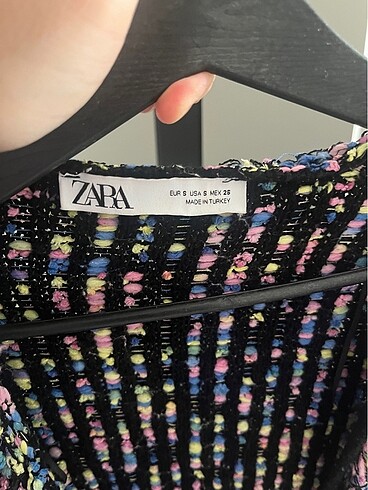 ZARA
EUR S USA S MEX 26
MADE IN TURKEY